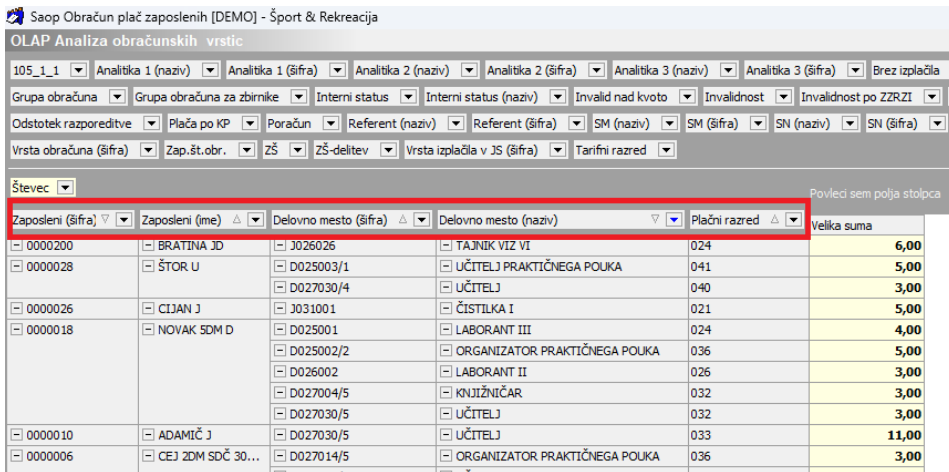 Saop Obračun plač zaposlenih [DEMO] - Šport & Rekreacija
OLAP Analiza obračunskih vrstic
105_1_1 Analitika 1 (naziv) Analitika 1 (šifra) Analitika 2 (naziv) Analitika 2 (šifra) Analitika 3 (naziv) Analitika 3 (šifra) Brez izplačila
Grupa obračuna Grupa obračuna za zbirnike Interni status Interni status (naziv) Invalid nad kvoto Invalidnost Invalidnost po ZZRZI
Odstotek razporeditve Plača po KP Poračun Referent (naziv) Referent (šifra) SM (naziv) SM (šifra) SN (naziv) SN (šifra)
Vrsta obračuna (šifra) Zap.št.obr. ZŠ ZŠ-delitev Vrsta izplačila v JS (šifra) Tarifni razred
Števec
Povleci sem polja stolpca
Zaposleni (šifra) Zaposleni (ime) Delovno mesto (šifra) Delovno mesto (naziv) Plačni razred Velika suma
0000200 BRATINA JD J026026 TAJNIK VIZ VI 024 6,00
0000028 ŠTOR U D025003/1 UČITELJ PRAKTIČNEGA POUKA 041 5,00
D027030/4 UČITELJ 040 3,00
0000026 CIJAN J J031001 ČISTILKA I 021 5,00
0000018 NOVAK 5DM D D025001 LABORANT III 024 4,00
D025002/2 ORGANIZATOR PRAKTIČNEGA POUKA 036 5,00
D026002 LABORANT II 026 3,00
D027004/5 KNJIŽNIČAR 032 3,00
D027030/5 UČITELJ 032 3,00
0000010 ADAMIČ J D027030/5 UČITELJ 033 11,00
0000006 CEJ 2DM SDČ 30... D027014/5 ORGANIZATOR PRAKTIČNEGA POUKA 036 3,00